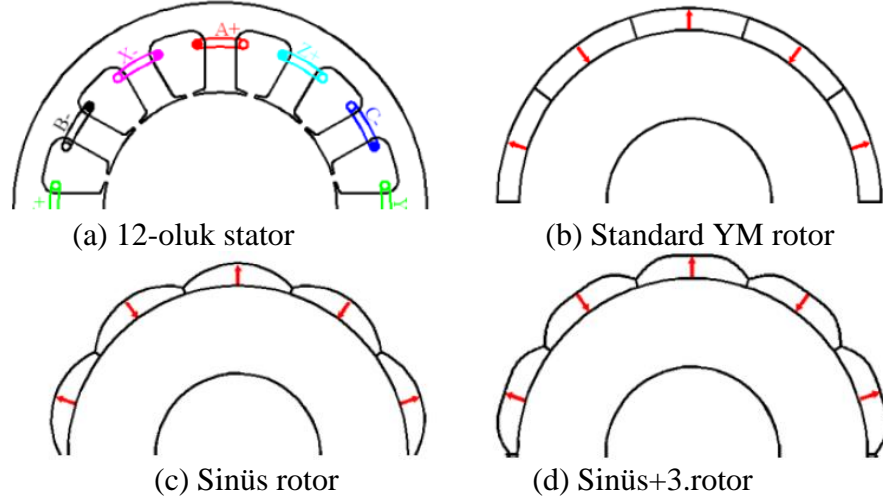 A+
X-
Z+
B-
C-
+
Y
(a) 12-oluk stator
(b) Standard YM rotor
(c) Sinüs rotor
(d) Sinüs+3.rotor